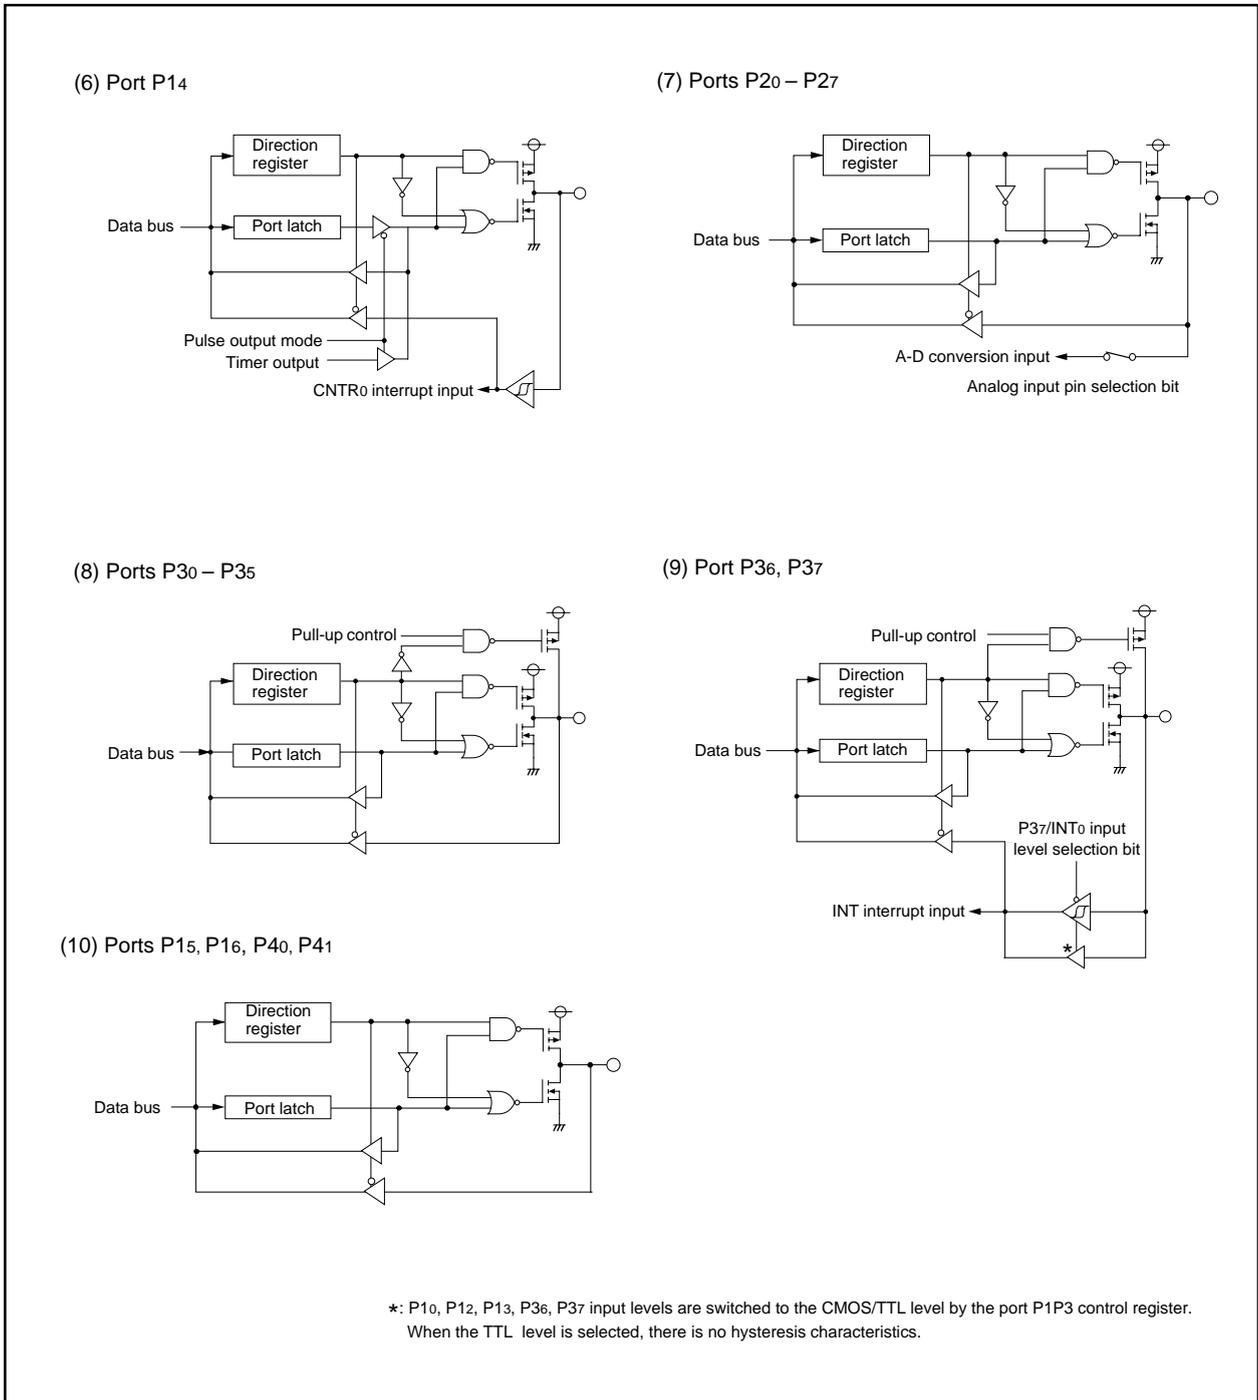 (6) Port P14
Direction
register
Data bus
Port latch
Pulse output mode
Timer output
CNTR0 interrupt input
(7) Ports P20 – P27
Direction
register
Data bus
Port latch
A-D conversion input
Analog input pin selection bit
(8) Ports P30 – P35
Pull-up control
Direction
register
Data bus
Port latch
(9) Port P36, P37
Pull-up control
Direction
register
Data bus
Port latch
P37/INT0 input
level selection bit
INT interrupt input
*
(10) Ports P15, P16, P40, P41
Direction
register
Data bus
Port latch
*: P10, P12, P13, P36, P37 input levels are switched to the CMOS/TTL level by the port P1P3 control register.
When the TTL level is selected, there is no hysteresis characteristics.